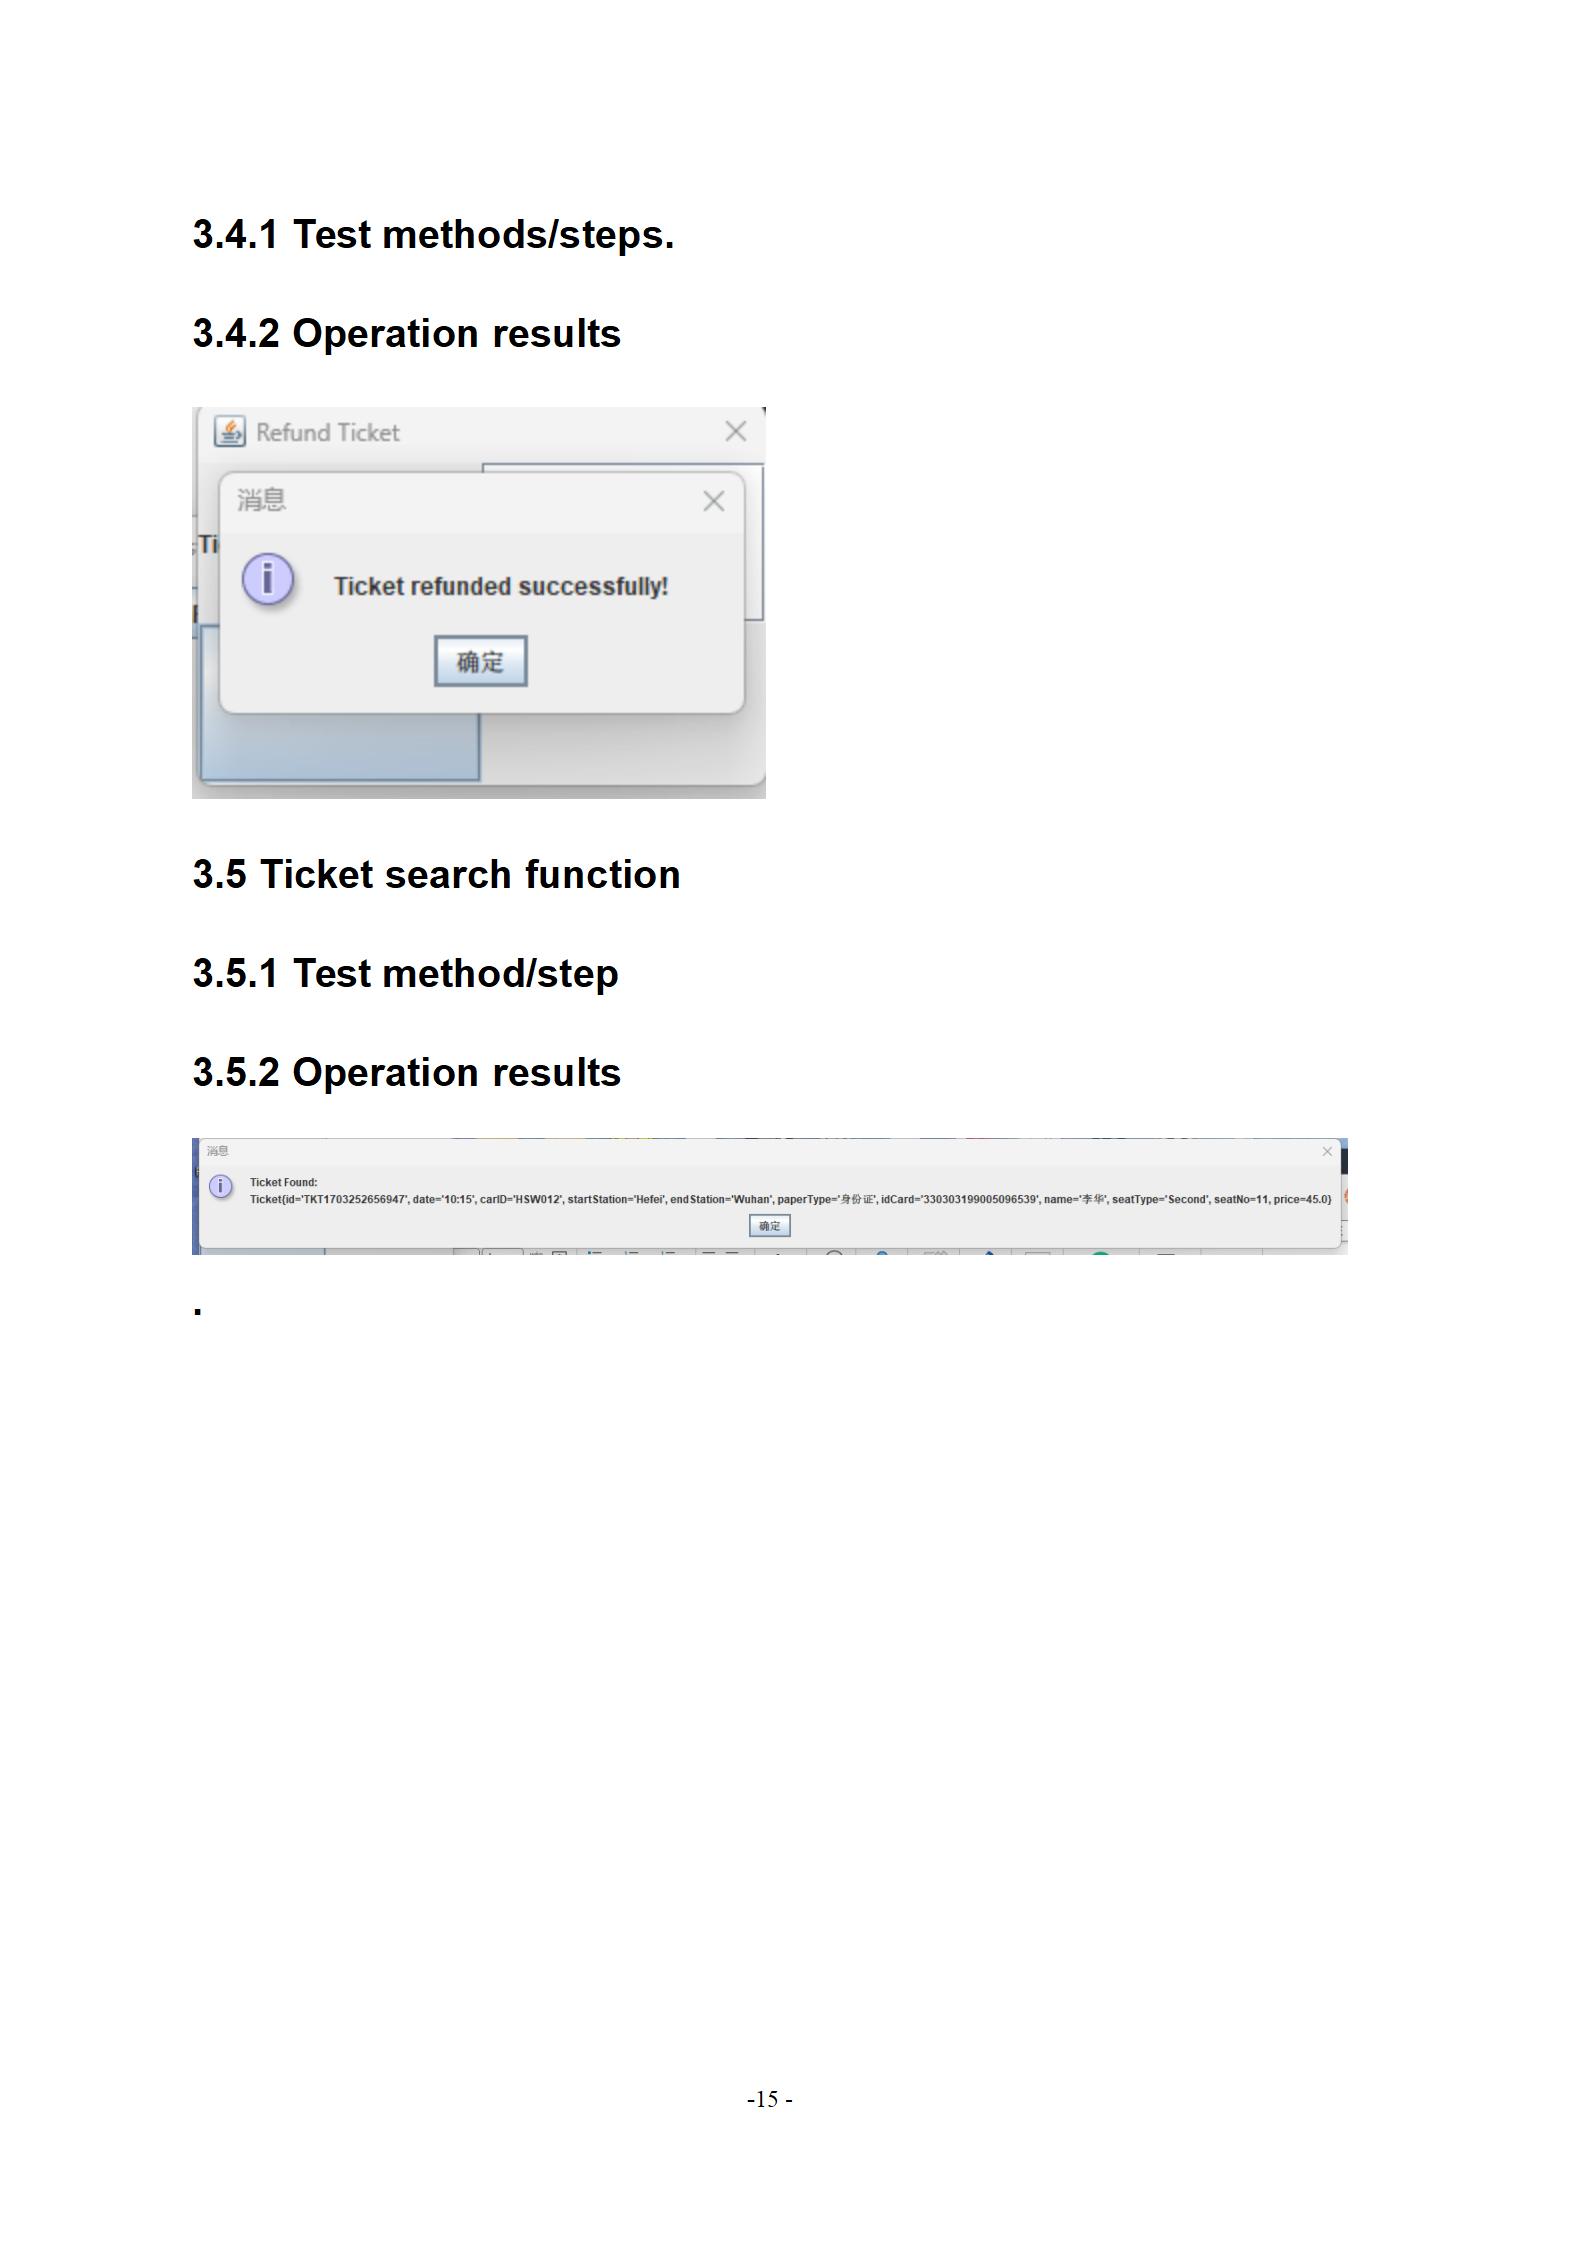 3.4.1 Test methods/steps.
3.4.2 Operation results
Refund Ticket
消息
Ti
Ticket refunded successfully!
确定
3.5 Ticket search function
3.5.1 Test method/step
3.5.2 Operation results
消息
Ticket Found:
Ticket{id='TKT1703252656947', date='10:15', carID='HSW012', startStation='Hefei', endStation='Wuhan', paperType='身份证', idCard='330303199005096539', name='李华', seatType='Second', seatNo=11, price=45.0}
确定
.
-15 -